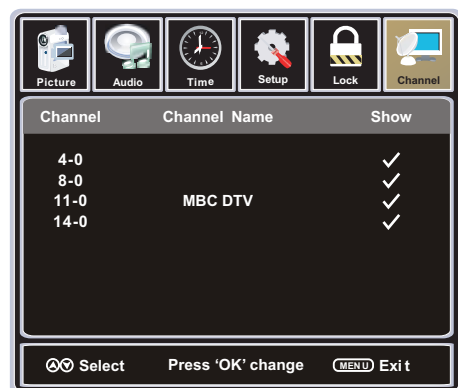 Picture Audio Time Setup Lock Channel
Channel Channel Name Show
4-0
8-0
11-0 MBC DTV
14-0
Select Press ‘OK’ change MENU Exit